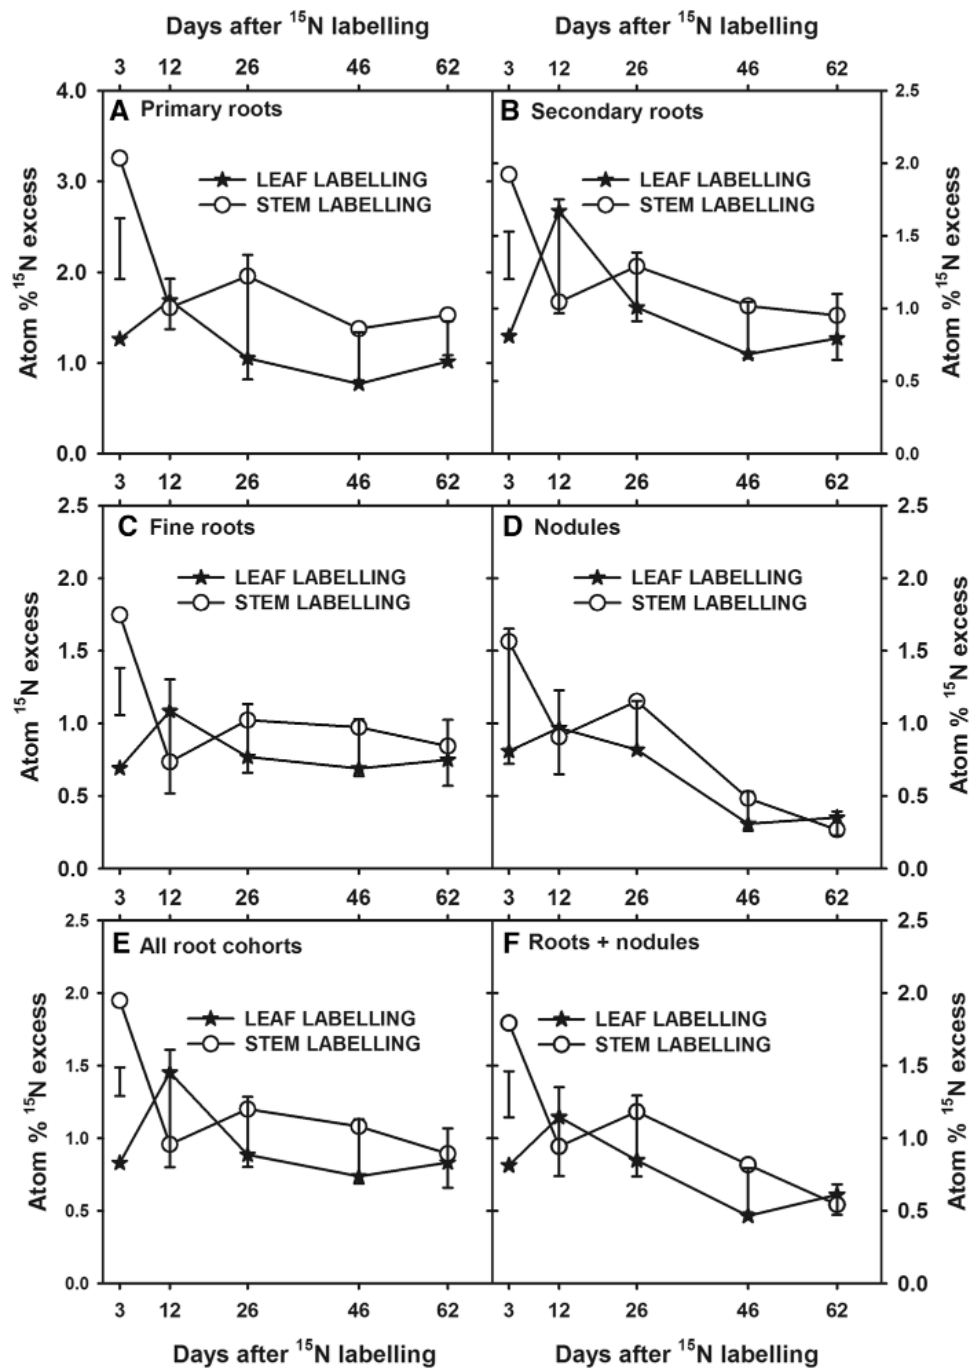 Days after ¹⁵N labelling Days after ¹⁵N labelling
3 12 26 46 62 3 12 26 46 62
4.0 3.0 2.0 1.0 0.0
Atom %¹⁵N excess
A Primary roots
LEAF LABELLING
STEM LABELLING
B Secondary roots
LEAF LABELLING
STEM LABELLING
2.5 2.0 1.5 1.0 0.5 0.0
Atom %¹⁵N excess
3 12 26 46 62 3 12 26 46 62
2.5 2.0 1.5 1.0 0.5 0.0
Atom ¹⁵N excess
C Fine roots
LEAF LABELLING
STEM LABELLING
D Nodules
LEAF LABELLING
STEM LABELLING
2.5 2.0 1.5 1.0 0.5 0.0
Atom % ¹⁵N excess
3 12 26 46 62 3 12 26 46 62
2.5 2.0 1.5 1.0 0.5 0.0
Atom % ¹⁵N excess
E All root cohorts
LEAF LABELLING
STEM LABELLING
F Roots + nodules
LEAF LABELLING
STEM LABELLING
2.5 2.0 1.5 1.0 0.5 0.0
Atom % ¹⁵N excess
3 12 26 46 62 3 12 26 46 62
Days after ¹⁵N labelling Days after ¹⁵N labelling